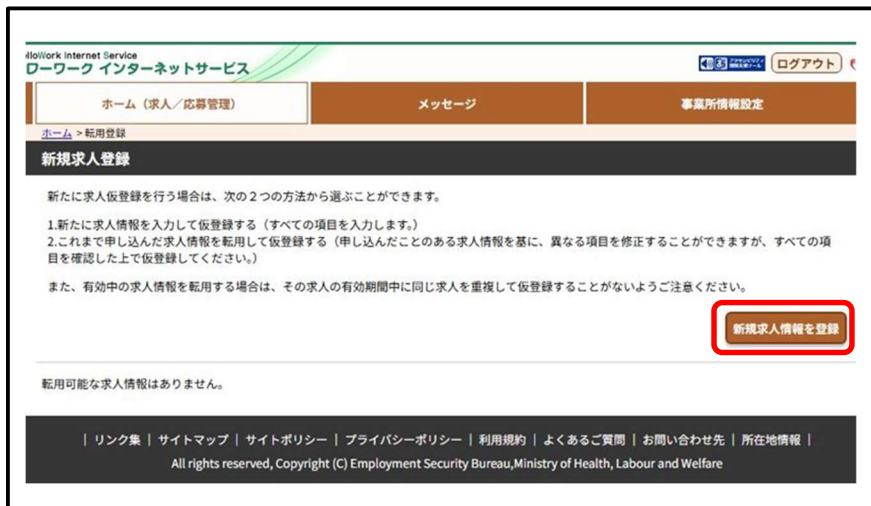 HelloWork Internet Service
ローワーク インターネットサービス
ログアウト
ホーム(求人/応募管理)
メッセージ
事業所情報設定
ホーム > 転用登録
新規求人登録
新たに求人仮登録を行う場合は、次の2つの方法から選ぶことができます。
1.新たに求人情報を入力して仮登録する(すべての項目を入力します。)
2.これまで申し込んだ求人情報を転用して仮登録する(申し込んだことのある求人情報を基に、異なる項目を修正することができますが、すべての項
目を確認した上で仮登録してください。)
また、有効中の求人情報を転用する場合は、その求人の有効期間中に同じ求人を重複して仮登録することがないようご注意ください。
新規求人情報を登録
転用可能な求人情報はありません。
| リンク集 | サイトマップ | サイトポリシー | プライバシーポリシー | 利用規約 | よくあるご質問 | お問い合わせ先 | 所在地情報 |
All rights reserved, Copyright (C) Employment Security Bureau,Ministry of Health, Labour and Welfare